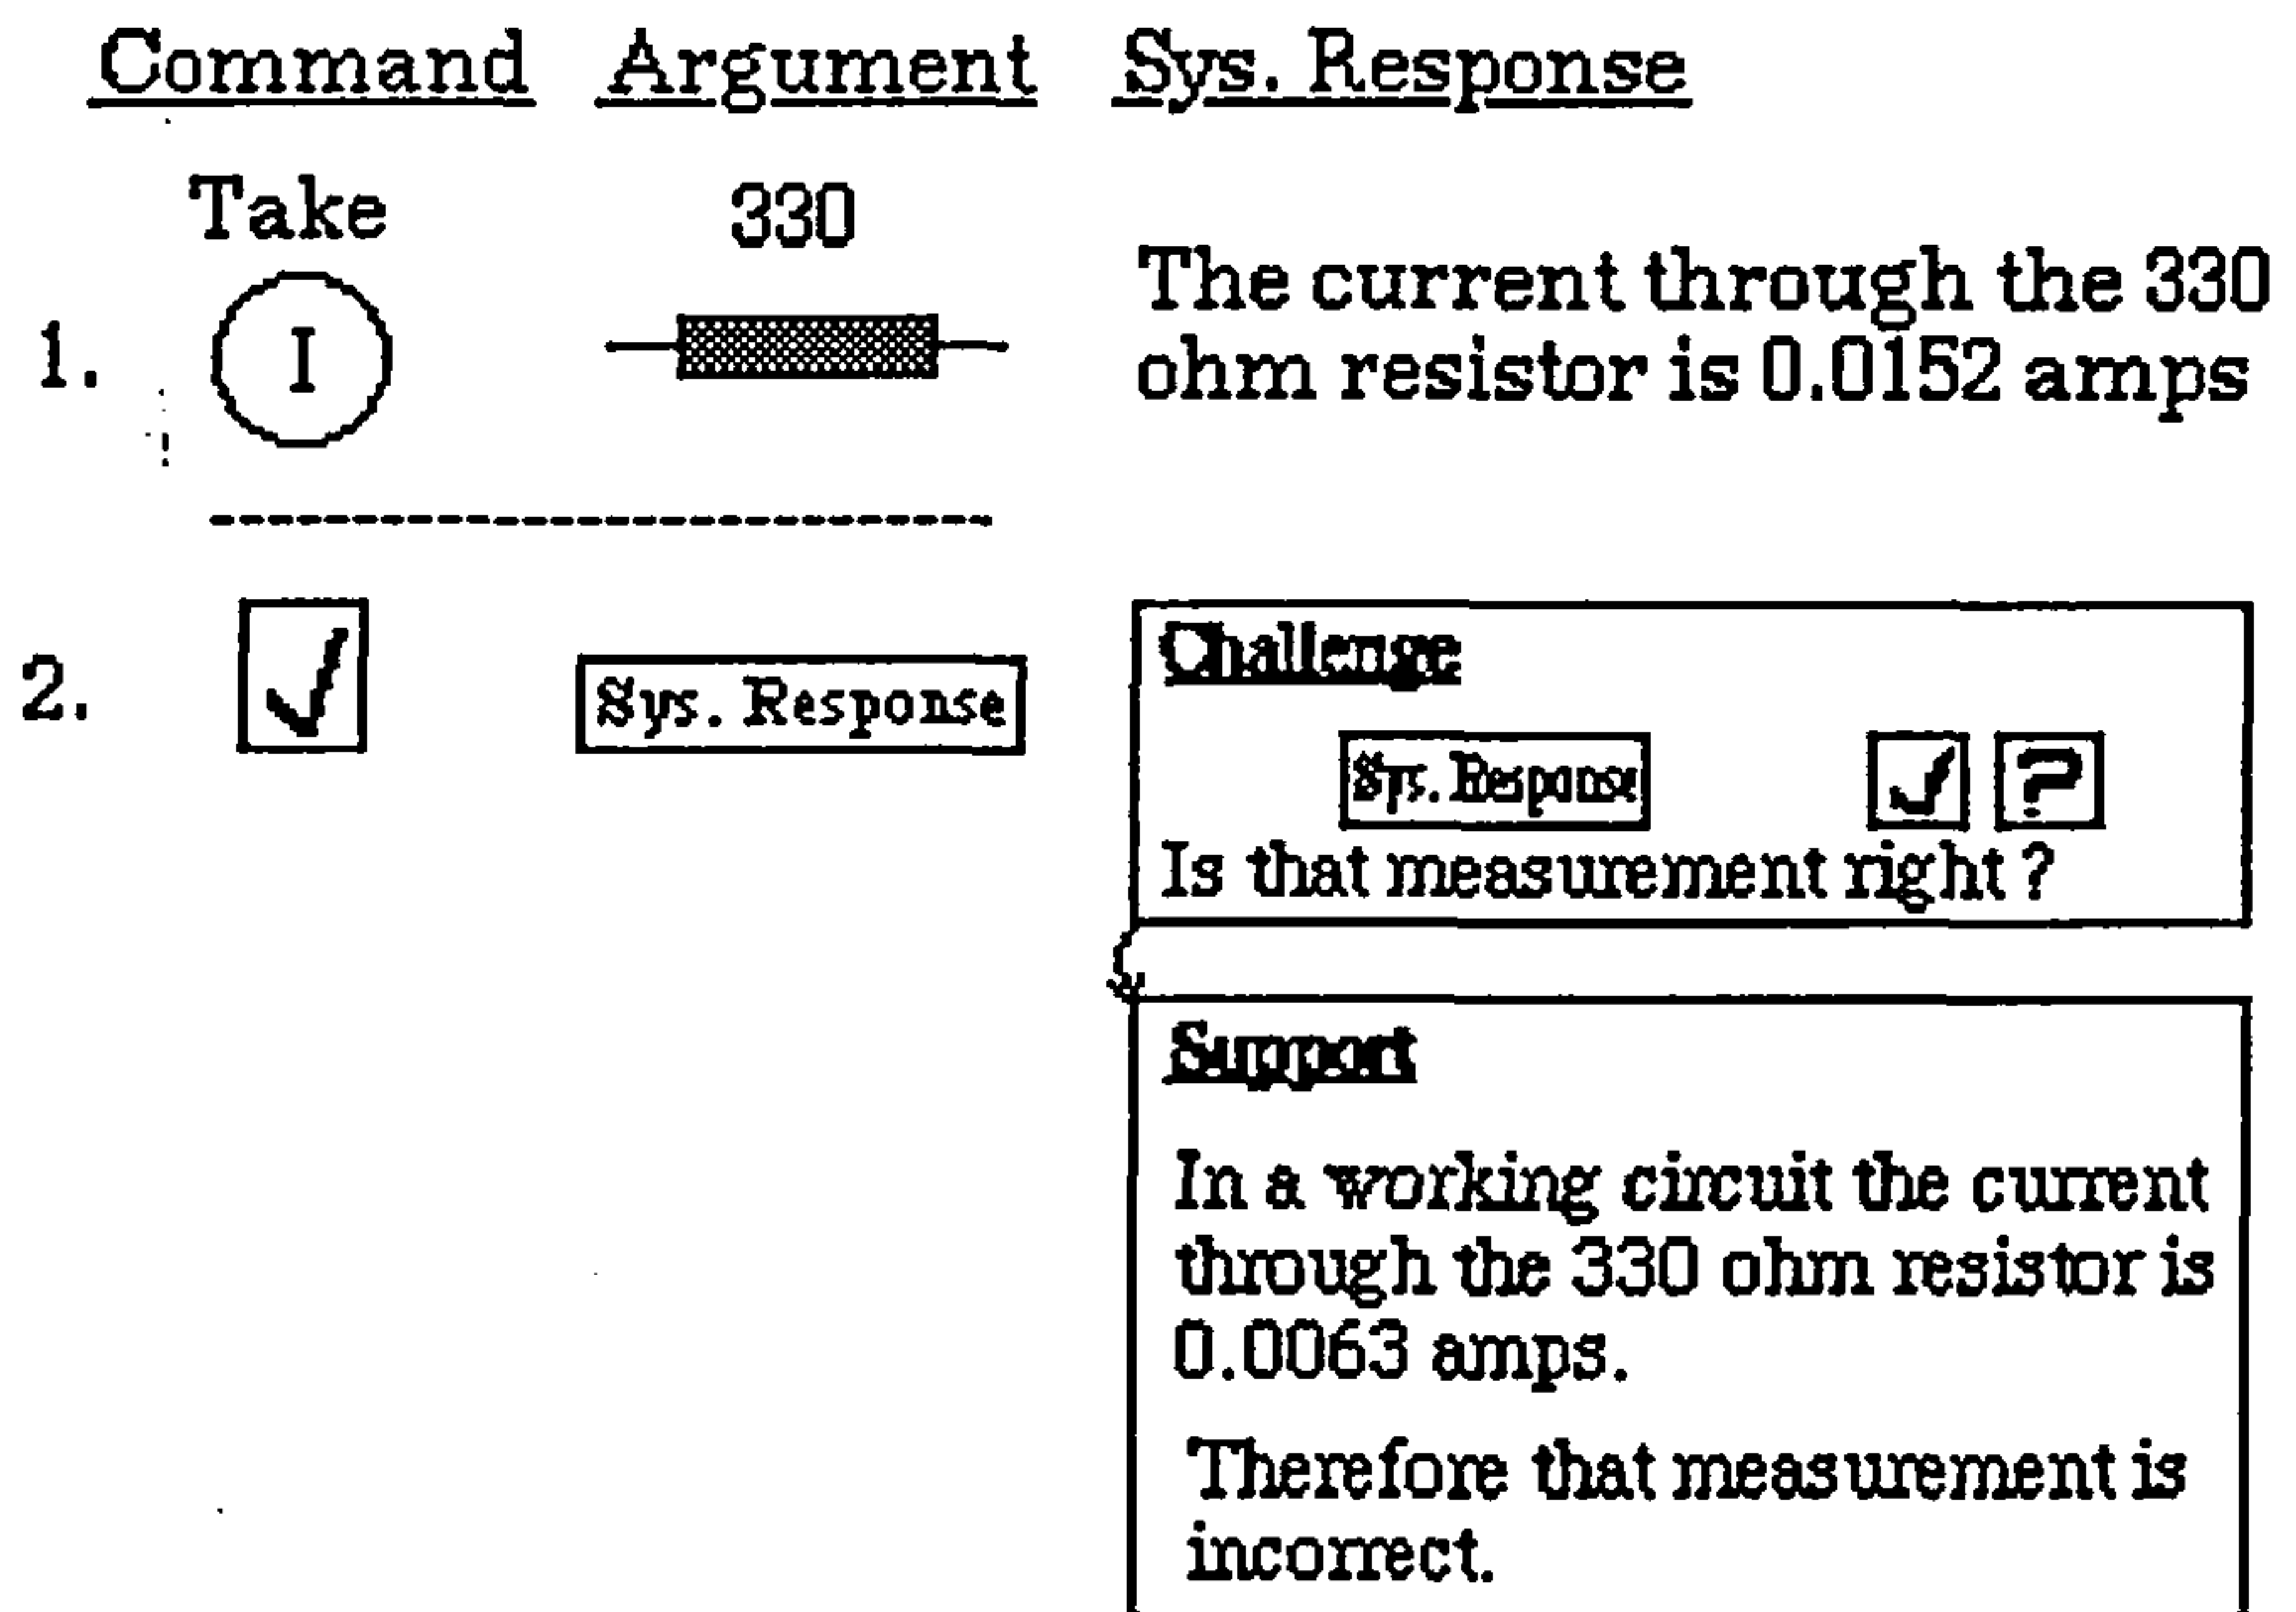 Command Argument Sys. Response
Take 330
1. I
The current through the 330
ohm resistor is 0.0152 amps
2. Sys. Response
Challenge
Sys. Response ?
Is that measurement right ?
Support
In a working circuit the current
through the 330 ohm resistor is
0.0063 amps.
Therefore that measurement is
incorrect.